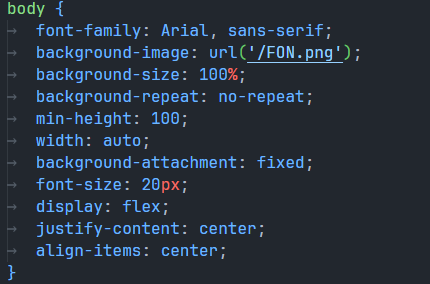 body {
→ font-family: Arial, sans-serif;
→ background-image: url('/FON.png');
→ background-size: 100%;
→ background-repeat: no-repeat;
→ min-height: 100;
→ width: auto;
→ background-attachment: fixed;
→ font-size: 20px;
→ display: flex;
→ justify-content: center;
→ align-items: center;
}